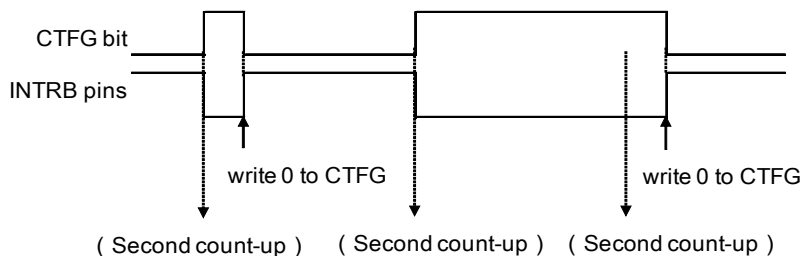 CTFG bit
INTRB pins
write 0 to CTFG
write 0 to CTFG
( Second count-up )
( Second count-up )
( Second count-up )